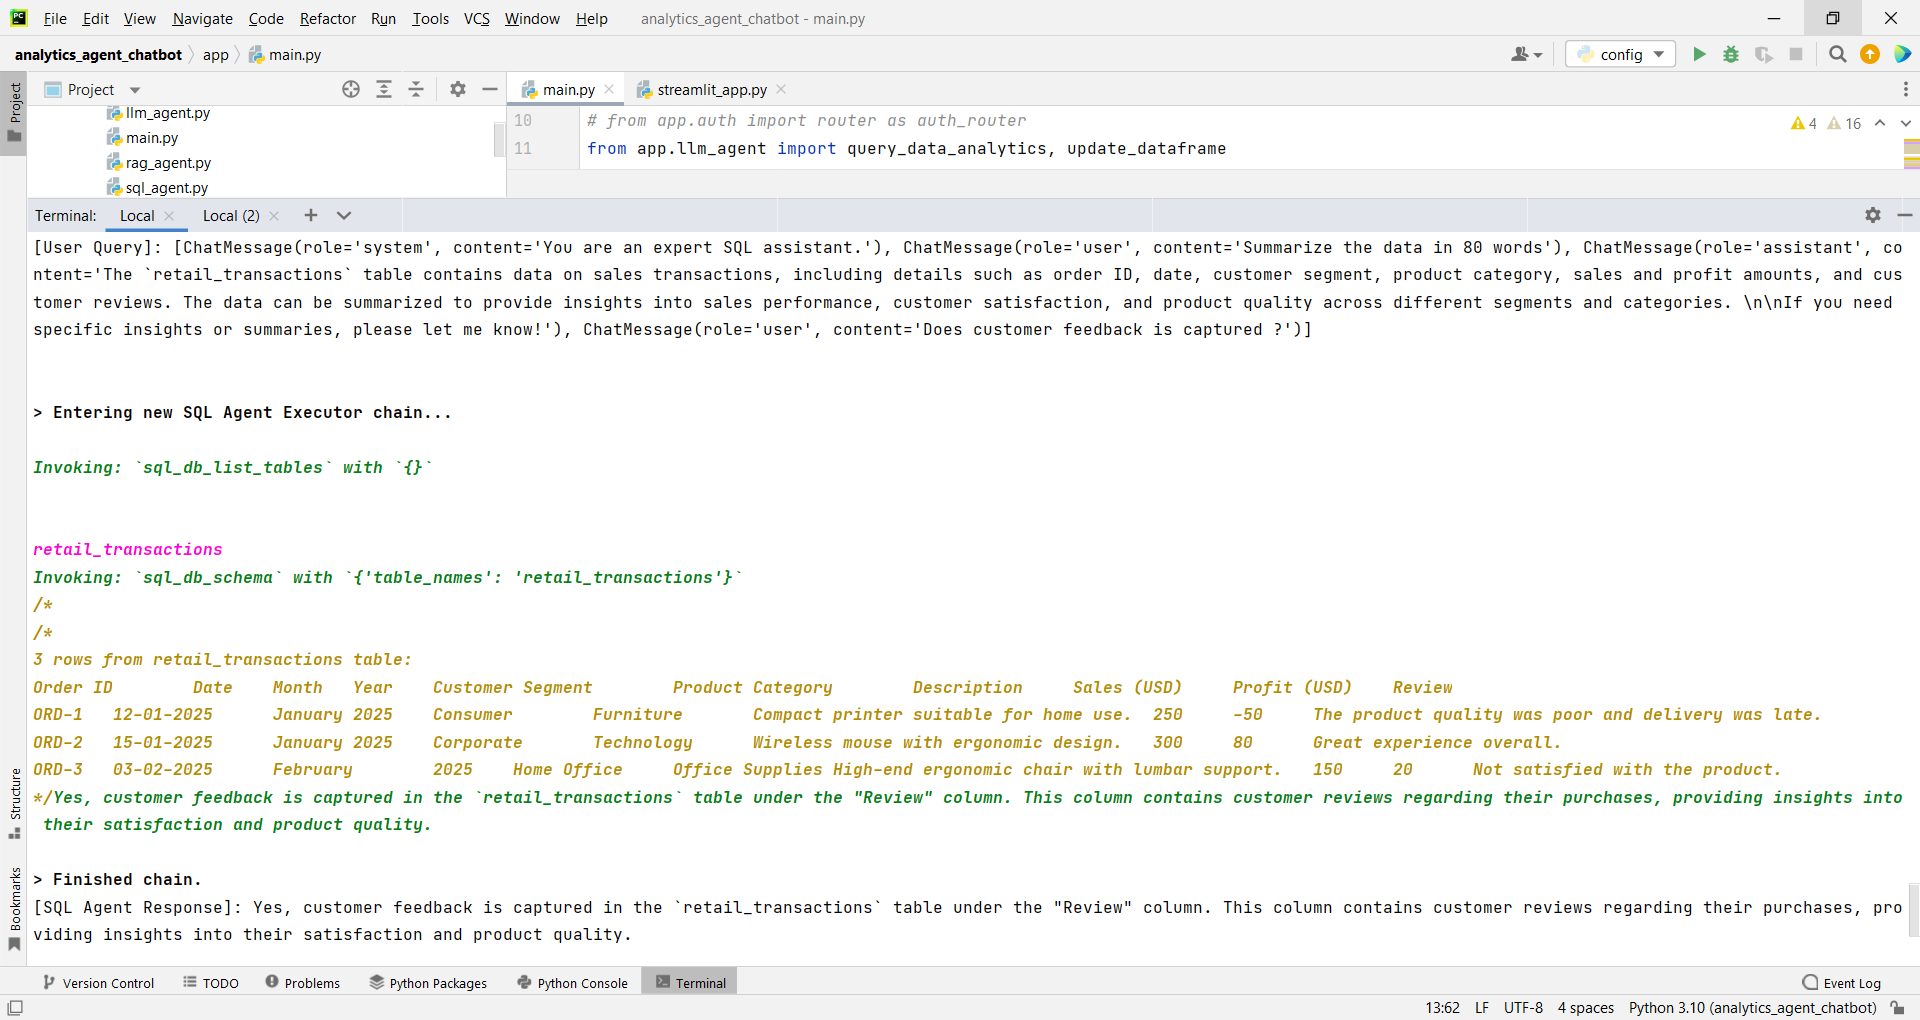 PC File Edit View Navigate Code Refactor Run Tools VCS Window Help analytics_agent_chatbot - main.py
analytics_agent_chatbot app main.py config
Project Project main.py streamlit_app.py
llm_agent.py
main.py
rag_agent.py
sql_agent.py
10 # from app.auth import router as auth_router 4 16
11 from app.llm_agent import query_data_analytics, update_dataframe
Terminal: Local Local (2)
[User Query]: [ChatMessage(role='system', content='You are an expert SQL assistant.'), ChatMessage(role='user', content='Summarize the data in 80 words'), ChatMessage(role='assistant', co
ntent='The `retail_transactions` table contains data on sales transactions, including details such as order ID, date, customer segment, product category, sales and profit amounts, and cus
tomer reviews. The data can be summarized to provide insights into sales performance, customer satisfaction, and product quality across different segments and categories. \n\nIf you need
specific insights or summaries, please let me know!'), ChatMessage(role='user', content='Does customer feedback is captured ?')]
> Entering new SQL Agent Executor chain...
Invoking: `sql_db_list_tables` with `{}`
retail_transactions
Invoking: `sql_db_schema` with `{'table_names': 'retail_transactions'}`
/*
/*
3 rows from retail_transactions table:
Order ID Date Month Year Customer Segment Product Category Description Sales (USD) Profit (USD) Review
ORD-1 12-01-2025 January 2025 Consumer Furniture Compact printer suitable for home use. 250 -50 The product quality was poor and delivery was late.
ORD-2 15-01-2025 January 2025 Corporate Technology Wireless mouse with ergonomic design. 300 80 Great experience overall.
ORD-3 03-02-2025 February 2025 Home Office Office Supplies High-end ergonomic chair with lumbar support. 150 20 Not satisfied with the product.
*/Yes, customer feedback is captured in the `retail_transactions` table under the "Review" column. This column contains customer reviews regarding their purchases, providing insights into
their satisfaction and product quality.
> Finished chain.
[SQL Agent Response]: Yes, customer feedback is captured in the `retail_transactions` table under the "Review" column. This column contains customer reviews regarding their purchases, pro
viding insights into their satisfaction and product quality.
Structure
Bookmarks
Version Control TODO Problems Python Packages Python Console Terminal Event Log
13:62 LF UTF-8 4 spaces Python 3.10 (analytics_agent_chatbot)